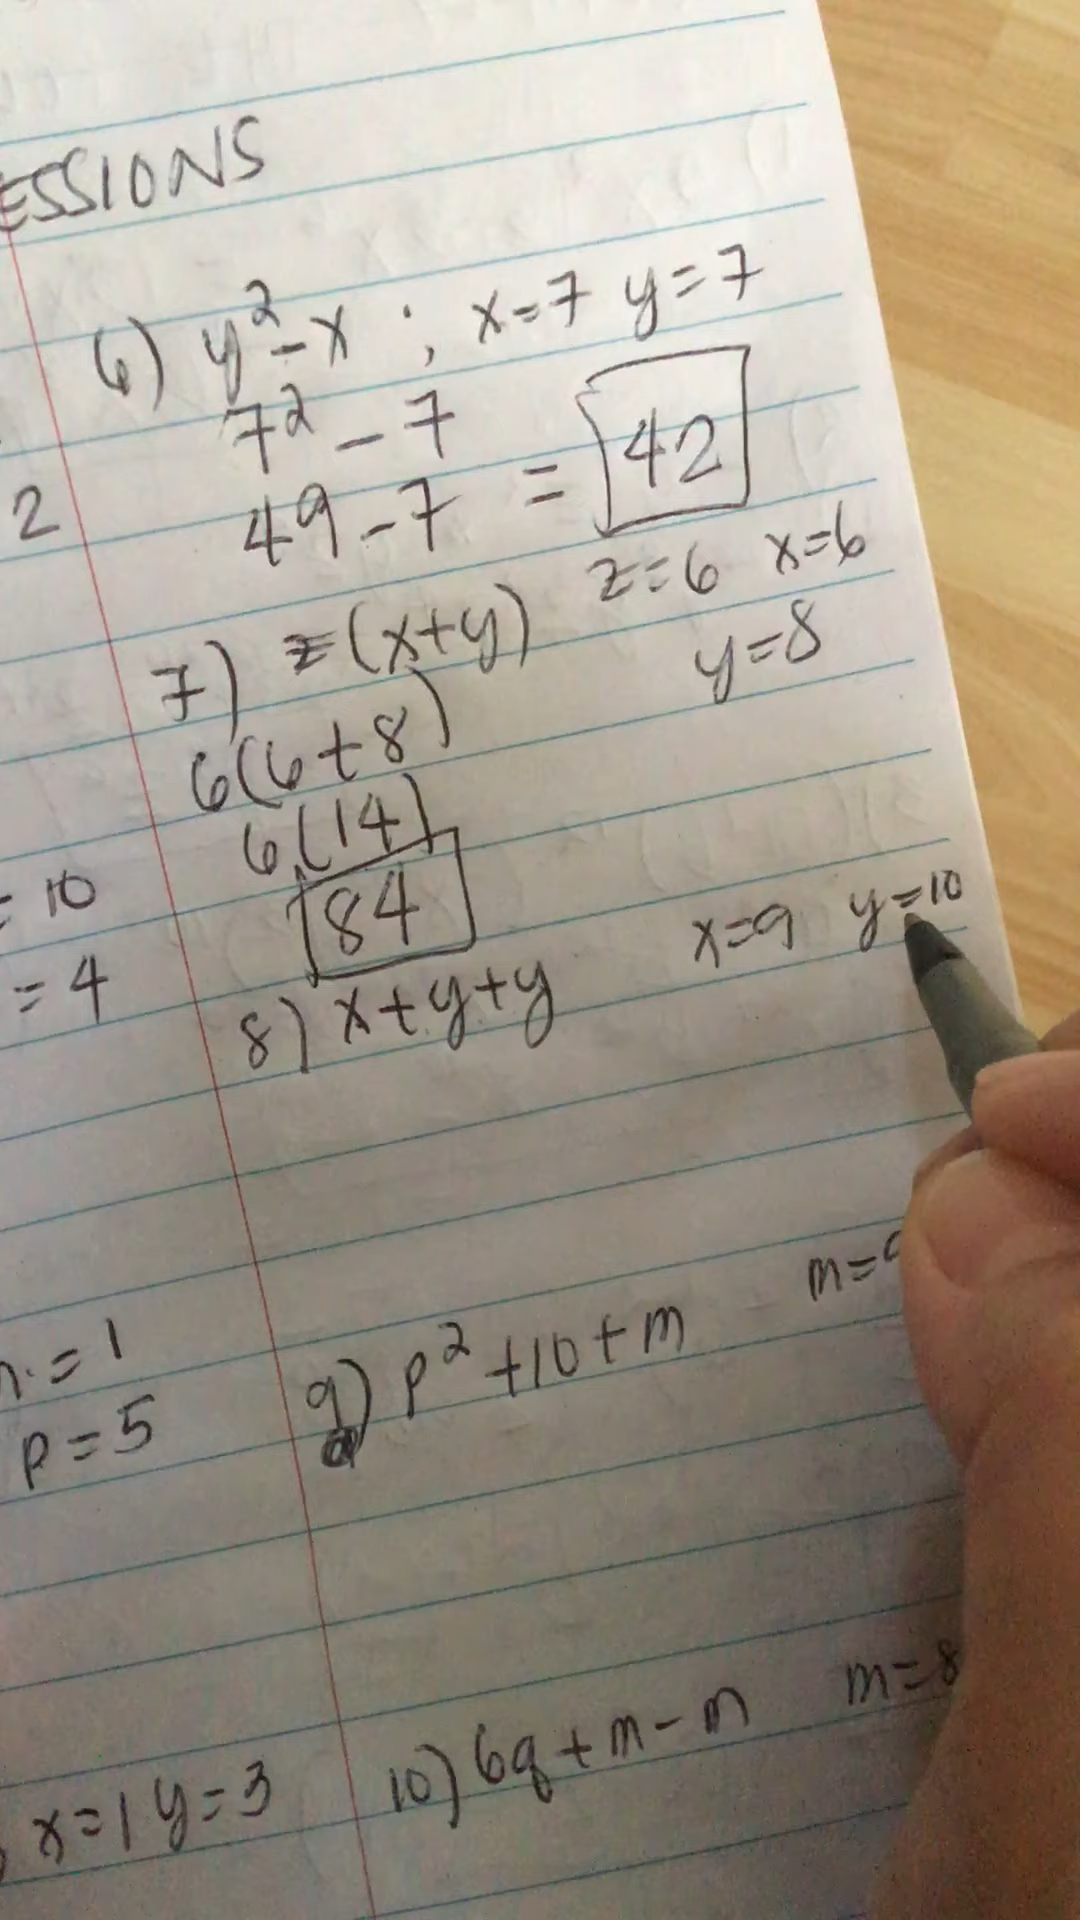 ESSIONS
6) y² - x ; x=7 y=7
7² - 7
2
49 - 7 = 42
z=6 x=6
7) z(x+y)
y=8
6(6+8)
6(14)
= 10
84
x=9 y=10
= 4
8) x+y+y
m=
= 1
9) p² +10+m
p=5
m=8
10) 6q+m-n
x=1 y=3